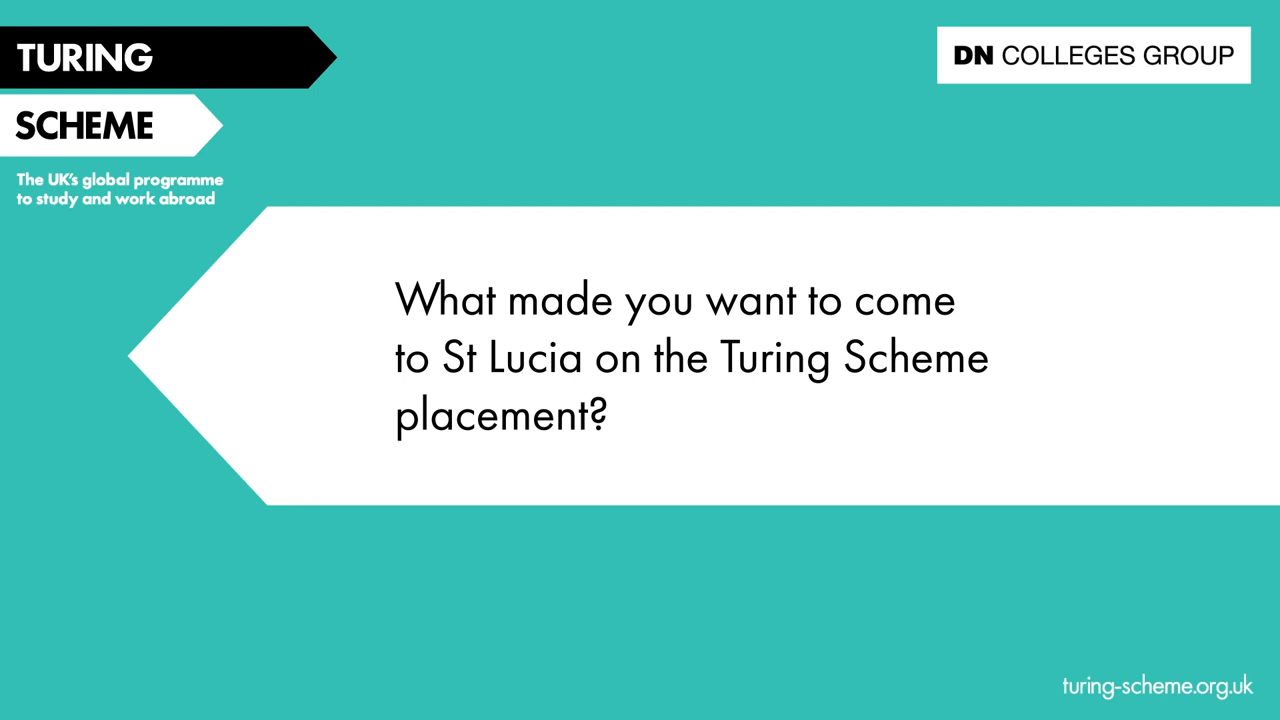 TURING
SCHEME
The UK's global programme
to study and work abroad
DN COLLEGES GROUP
What made you want to come
to St Lucia on the Turing Scheme
placement?
turing-scheme.org.uk